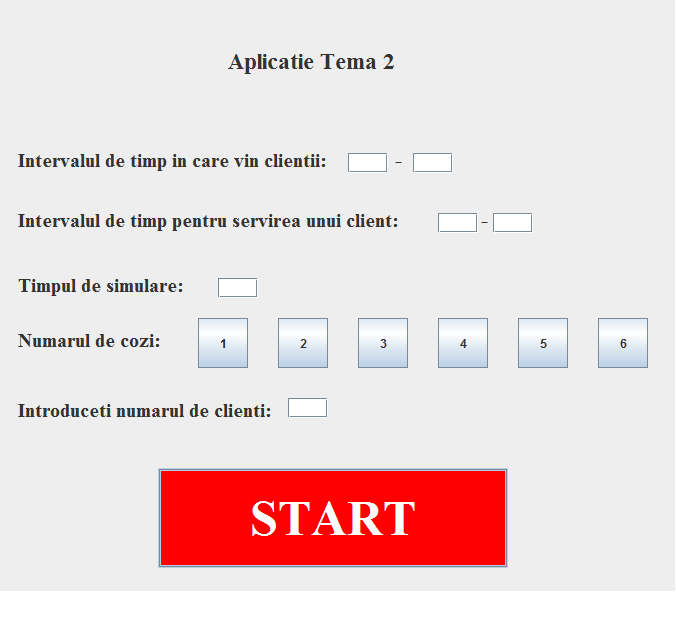 Aplicatie Tema 2
Intervalul de timp in care vin clientii: -
Intervalul de timp pentru servirea unui client: -
Timpul de simulare:
Numarul de cozi: 1 2 3 4 5 6
Introduceti numarul de clienti:
START